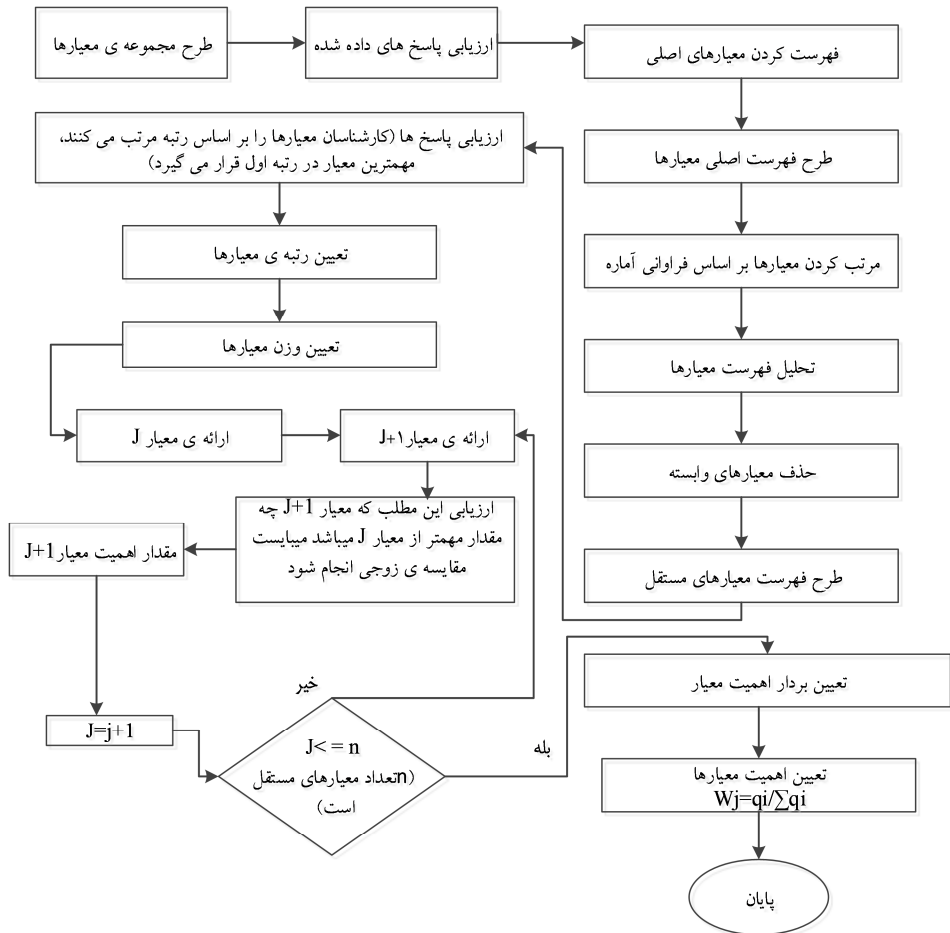 طرح مجموعه ی معیارها
ارزیابی پاسخ های داده شده
فهرست کردن معیارهای اصلی
طرح فهرست اصلی معیارها
مرتب کردن معیارها بر اساس فراوانی آماره
تحلیل فهرست معیارها
حذف معیارهای وابسته
طرح فهرست معیارهای مستقل
ارزیابی پاسخ ها (کارشناسان معیارها را بر اساس رتبه مرتب می کنند،
مهمترین معیار در رتبه اول قرار می گیرد)
تعیین رتبه ی معیارها
تعیین وزن معیارها
ارائه ی معیار J
ارائه ی معیار J+۱
ارزیابی این مطلب که معیار J+1 چه
مقدار مهمتر از معیار J میباشد میبایست
مقایسه ی زوجی انجام شود
مقدار اهمیت معیار J+1
J=j+1
J< = n
(nتعداد معیارهای مستقل
است)
خیر
بله
تعیین بردار اهمیت معیار
تعیین اهمیت معیارها
Wj=qi/∑qi
پایان